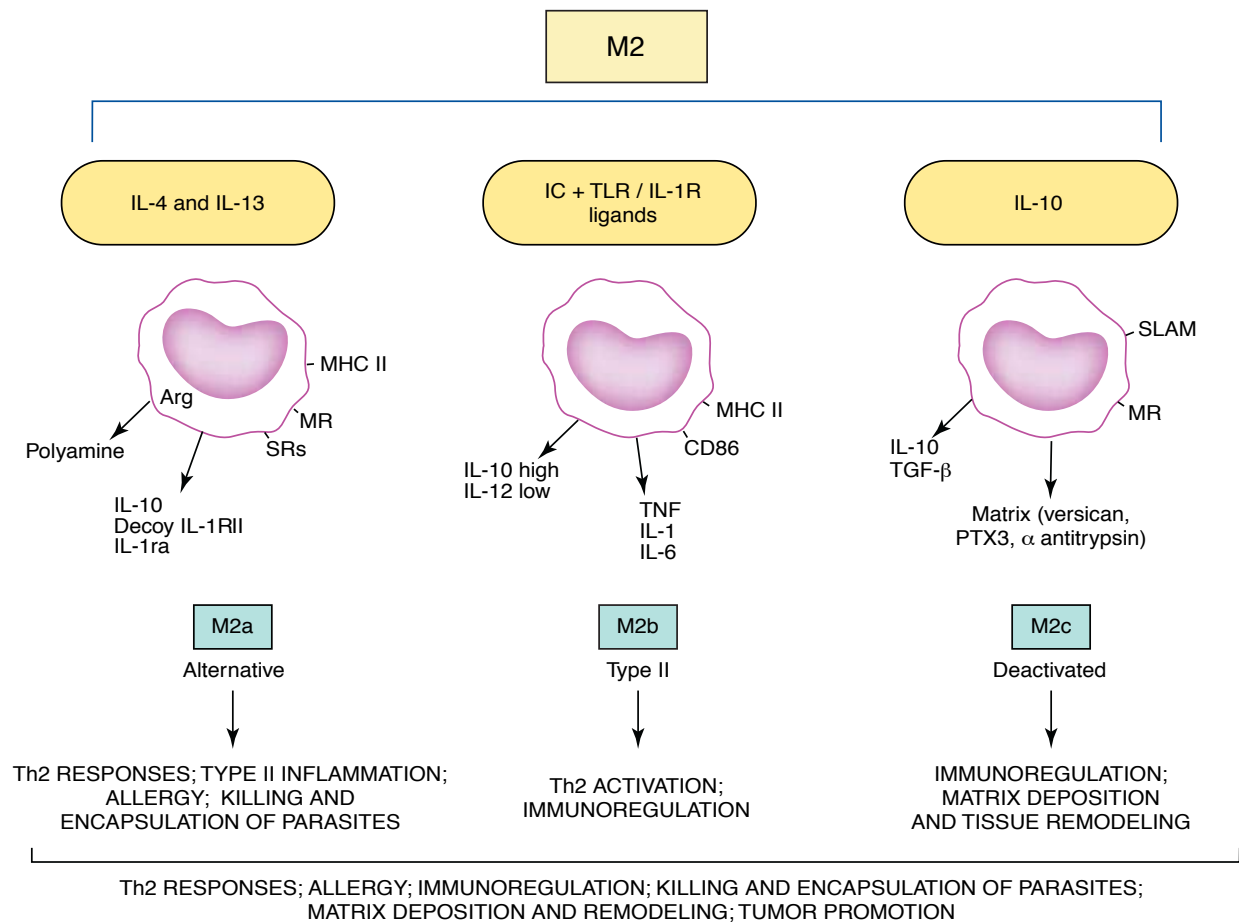 M2
IL-4 and IL-13
IC + TLR / IL-1R
ligands
IL-10
MHC II
Arg
MR
SRs
Polyamine
IL-10
Decoy IL-1RII
IL-1ra
MHC II
CD86
IL-10 high
IL-12 low
TNF
IL-1
IL-6
SLAM
MR
IL-10
TGF-β
Matrix (versican,
PTX3, α antitrypsin)
M2a
Alternative
M2b
Type II
M2c
Deactivated
Th2 RESPONSES; TYPE II INFLAMMATION;
ALLERGY; KILLING AND
ENCAPSULATION OF PARASITES
Th2 ACTIVATION;
IMMUNOREGULATION
IMMUNOREGULATION;
MATRIX DEPOSITION
AND TISSUE REMODELING
Th2 RESPONSES; ALLERGY; IMMUNOREGULATION; KILLING AND ENCAPSULATION OF PARASITES;
MATRIX DEPOSITION AND REMODELING; TUMOR PROMOTION